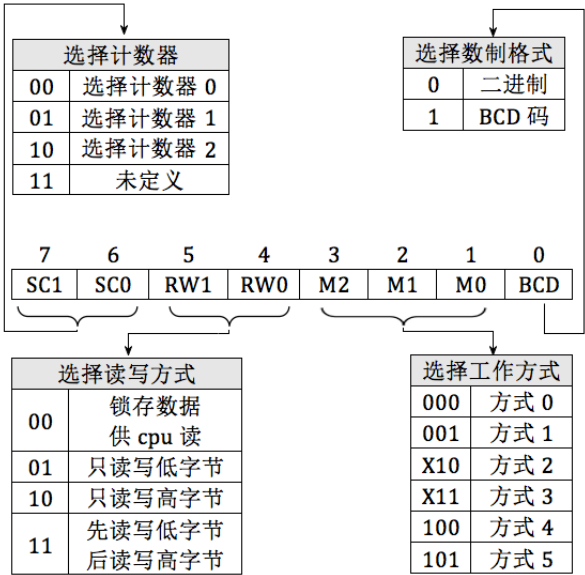 选择计数器
00 选择计数器 0
01 选择计数器 1
10 选择计数器 2
11 未定义
选择数制格式
0 二进制
1 BCD 码
7 6 5 4 3 2 1 0
SC1 SC0 RW1 RW0 M2 M1 M0 BCD
选择读写方式
00 锁存数据
供 cpu 读
01 只读写低字节
10 只读写高字节
11 先读写低字节
后读写高字节
选择工作方式
000 方式 0
001 方式 1
X10 方式 2
X11 方式 3
100 方式 4
101 方式 5